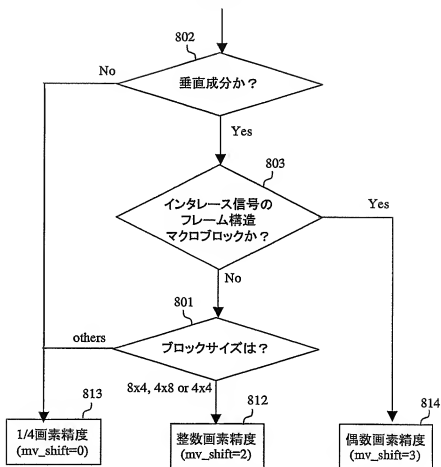 802
No
垂直成分か？
Yes
803
インタレース信号の
フレーム構造
マクロブロックか？
Yes
No
801
others
ブロックサイズは？
8x4, 4x8 or 4x4
813
812
814
1/4画素精度
(mv_shift=0)
整数画素精度
(mv_shift=2)
偶数画素精度
(mv_shift=3)